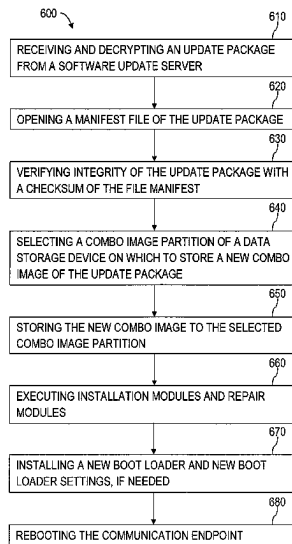 600
610
RECEIVING AND DECRYPTING AN UPDATE PACKAGE
FROM A SOFTWARE UPDATE SERVER
620
OPENING A MANIFEST FILE OF THE UPDATE PACKAGE
630
VERIFYING INTEGRITY OF THE UPDATE PACKAGE WITH
A CHECKSUM OF THE FILE MANIFEST
640
SELECTING A COMBO IMAGE PARTITION OF A DATA
STORAGE DEVICE ON WHICH TO STORE A NEW COMBO
IMAGE OF THE UPDATE PACKAGE
650
STORING THE NEW COMBO IMAGE TO THE SELECTED
COMBO IMAGE PARTITION
660
EXECUTING INSTALLATION MODULES AND REPAIR
MODULES
670
INSTALLING A NEW BOOT LOADER AND NEW BOOT
LOADER SETTINGS, IF NEEDED
680
REBOOTING THE COMMUNICATION ENDPOINT